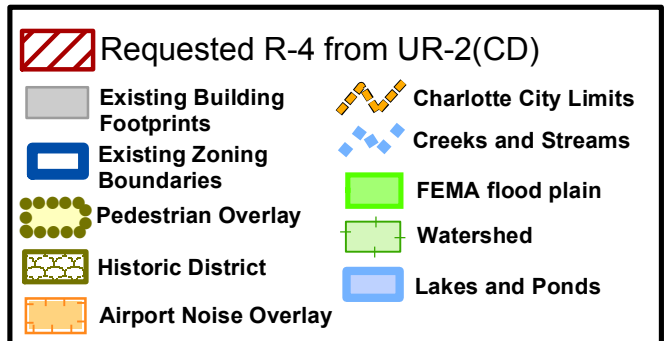 Requested R-4 from UR-2(CD)
Existing Building
Footprints
Existing Zoning
Boundaries
Pedestrian Overlay
Historic District
Airport Noise Overlay
Charlotte City Limits
Creeks and Streams
FEMA flood plain
Watershed
Lakes and Ponds